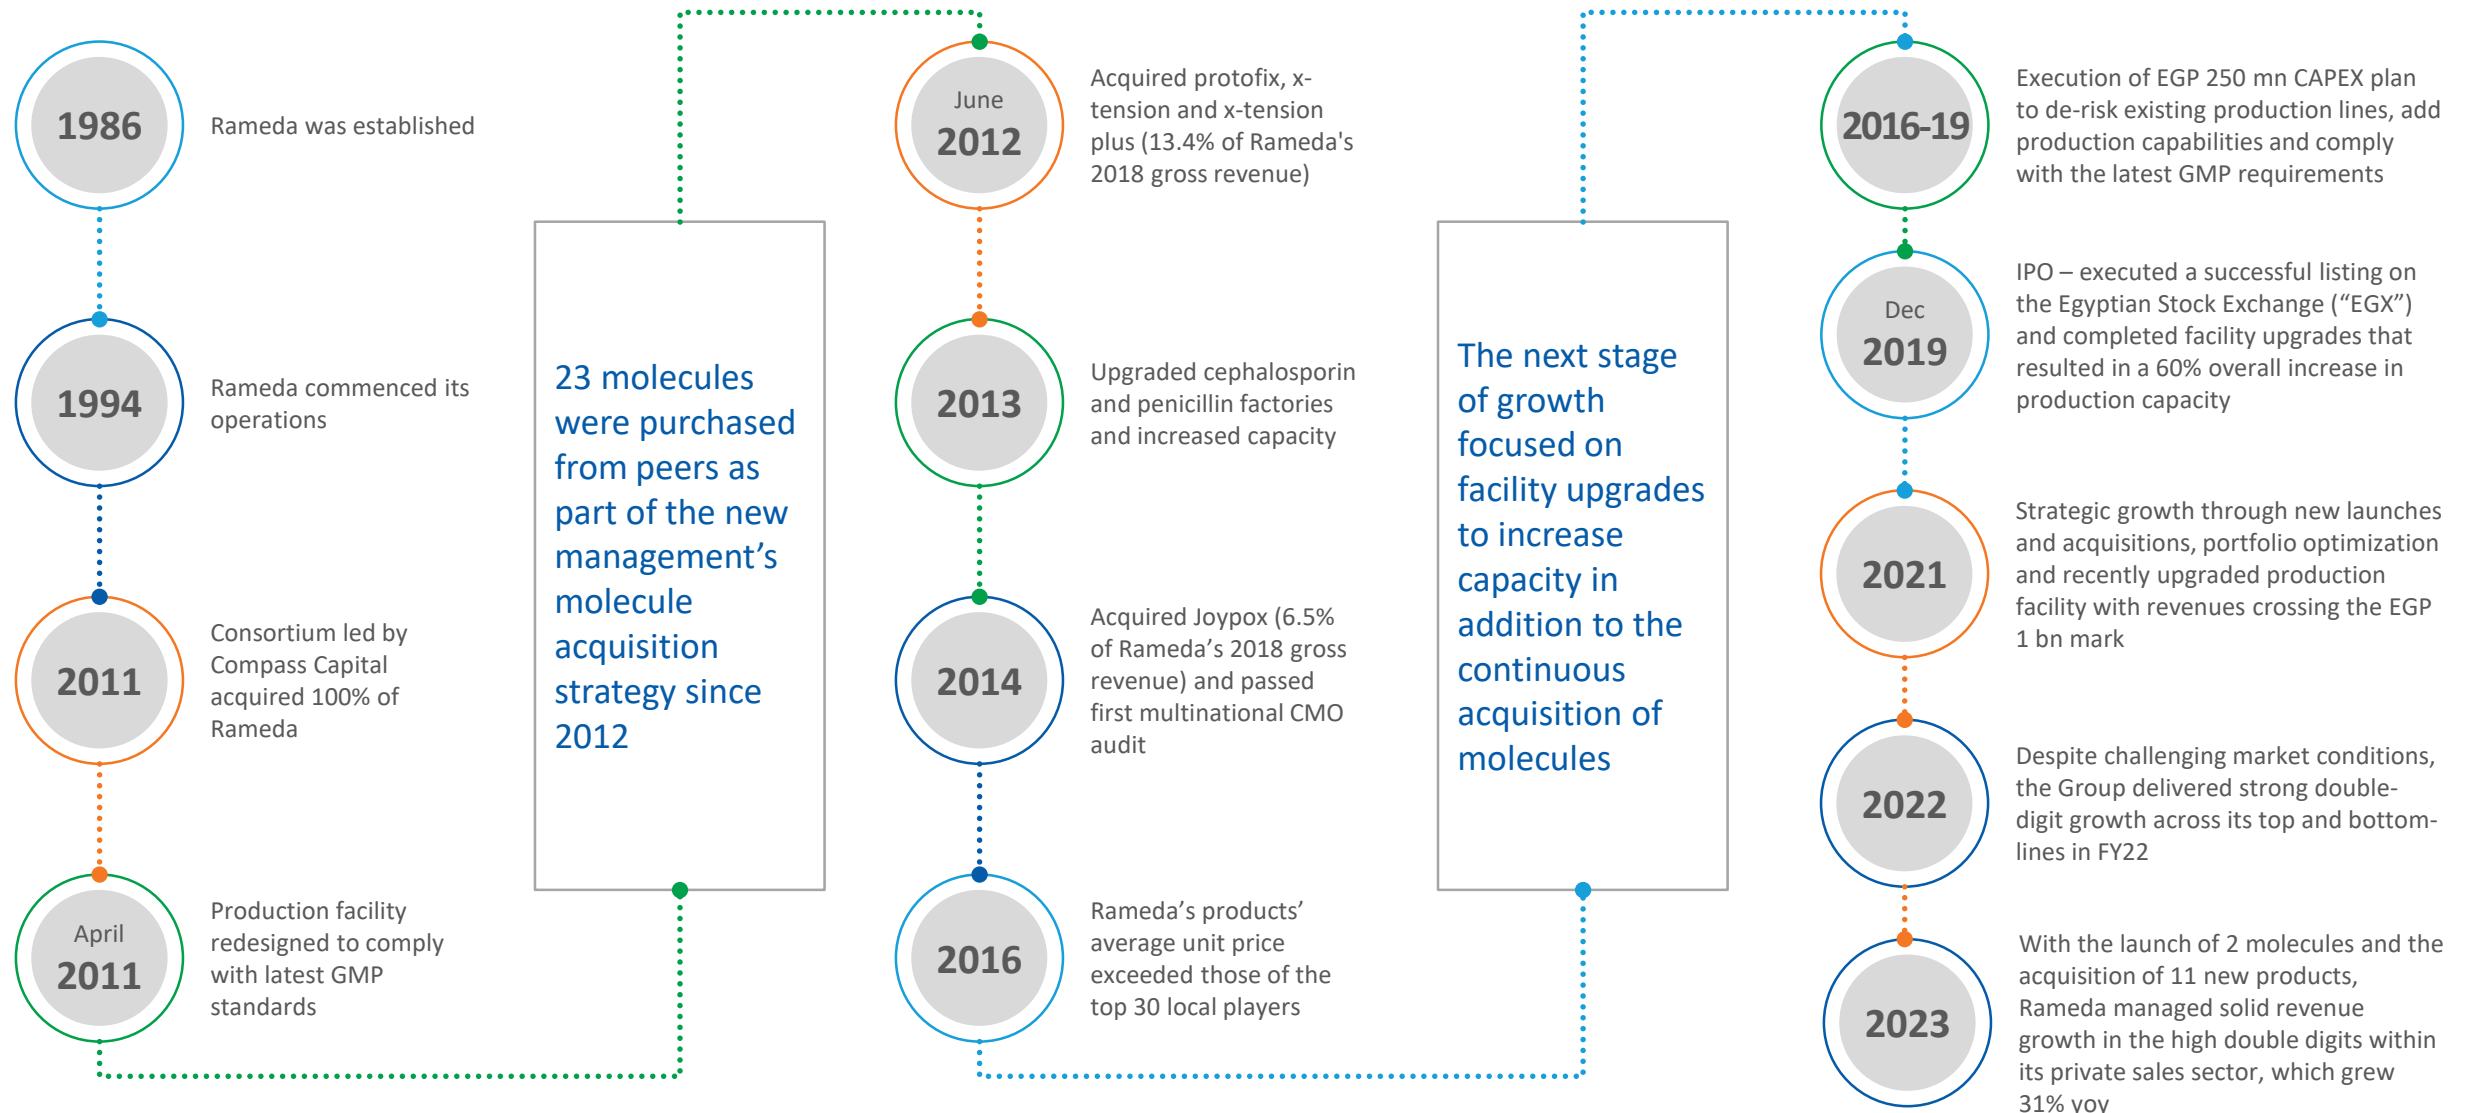 1986
Rameda was established
1994
Rameda commenced its
operations
2011
Consortium led by
Compass Capital
acquired 100% of
Rameda
April
2011
Production facility
redesigned to comply
with latest GMP
standards
23 molecules
were purchased
from peers as
part of the new
management’s
molecule
acquisition
strategy since
2012
June
2012
Acquired protofix, x-
tension and x-tension
plus (13.4% of Rameda's
2018 gross revenue)
2013
Upgraded cephalosporin
and penicillin factories
and increased capacity
2014
Acquired Joypox (6.5%
of Rameda’s 2018 gross
revenue) and passed
first multinational CMO
audit
2016
Rameda’s products’
average unit price
exceeded those of the
top 30 local players
The next stage
of growth
focused on
facility upgrades
to increase
capacity in
addition to the
continuous
acquisition of
molecules
2016-19
Execution of EGP 250 mn CAPEX plan
to de-risk existing production lines, add
production capabilities and comply
with the latest GMP requirements
Dec
2019
IPO – executed a successful listing on
the Egyptian Stock Exchange (“EGX”)
and completed facility upgrades that
resulted in a 60% overall increase in
production capacity
2021
Strategic growth through new launches
and acquisitions, portfolio optimization
and recently upgraded production
facility with revenues crossing the EGP
1 bn mark
2022
Despite challenging market conditions,
the Group delivered strong double-
digit growth across its top and bottom-
lines in FY22
2023
With the launch of 2 molecules and the
acquisition of 11 new products,
Rameda managed solid revenue
growth in the high double digits within
its private sales sector, which grew
31% yoy